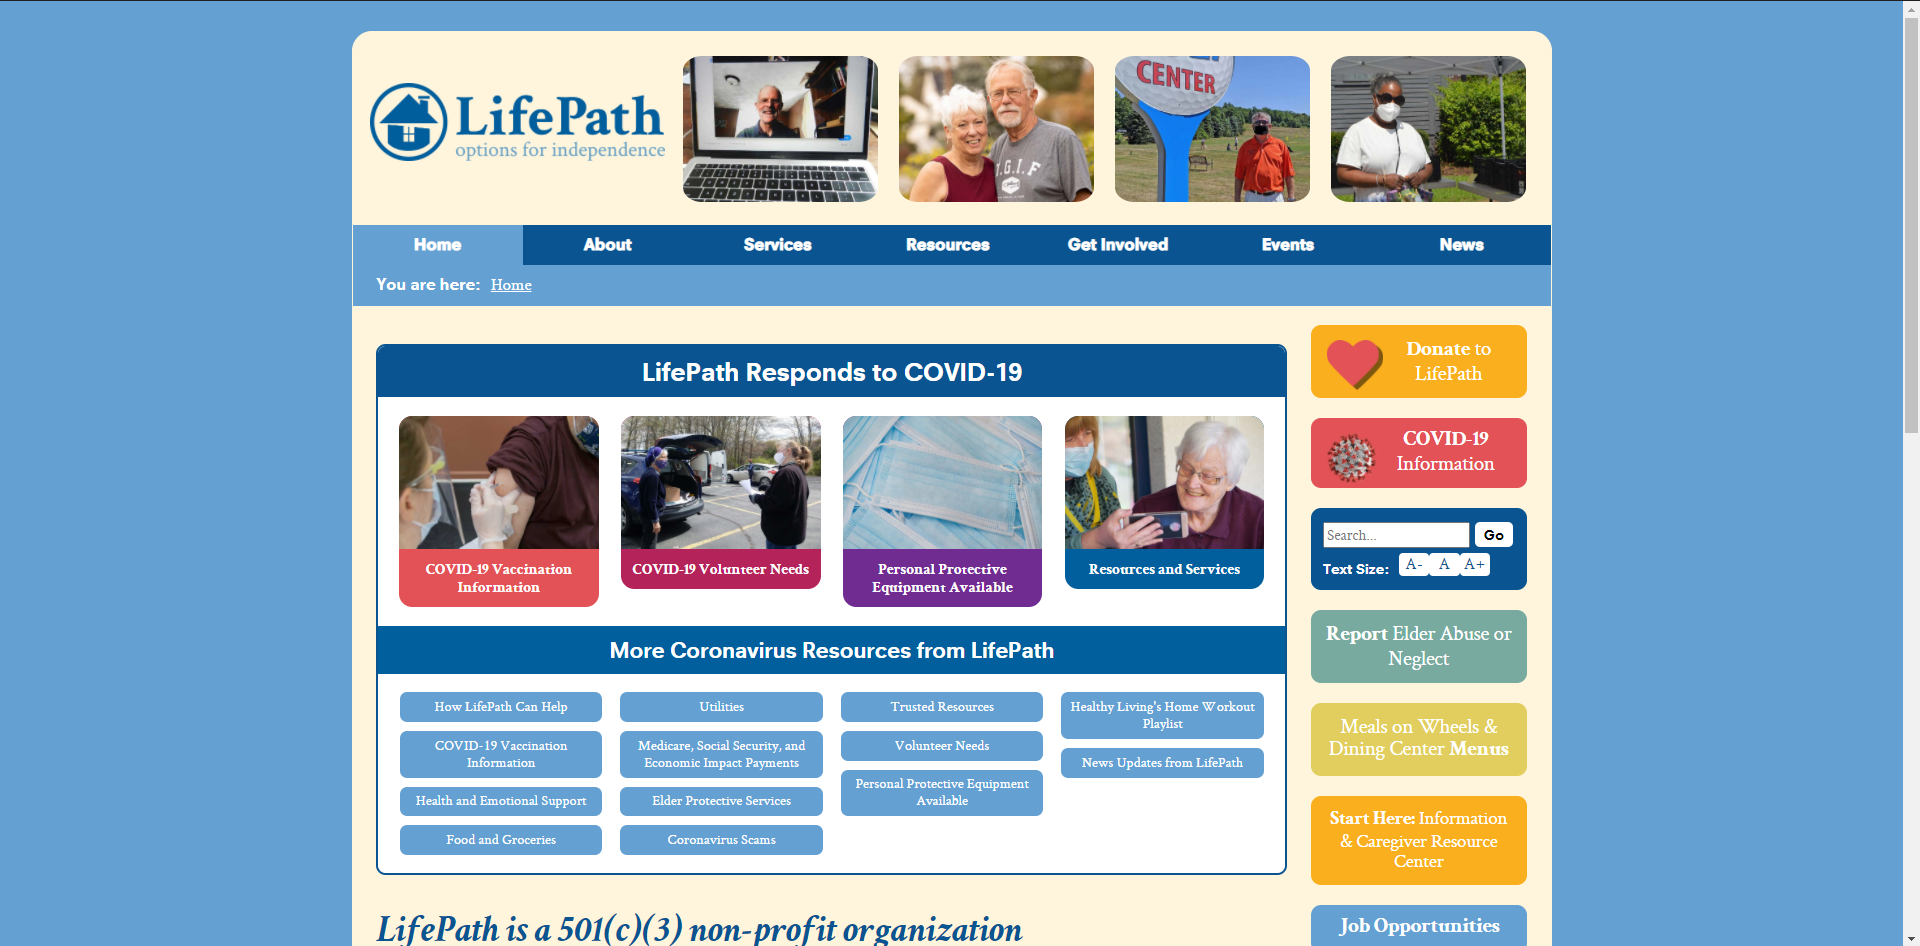 LifePath
options for independence
CENTER
T.G.I.F
Home About Services Resources Get Involved Events News
You are here: Home
LifePath Responds to COVID-19
COVID-19 Vaccination
Information
COVID-19 Volunteer Needs
Personal Protective
Equipment Available
Resources and Services
More Coronavirus Resources from LifePath
How LifePath Can Help
COVID-19 Vaccination
Information
Health and Emotional Support
Food and Groceries
Utilities
Medicare, Social Security, and
Economic Impact Payments
Elder Protective Services
Coronavirus Scams
Trusted Resources
Volunteer Needs
Personal Protective Equipment
Available
Healthy Living's Home Workout
Playlist
News Updates from LifePath
LifePath is a 501(c)(3) non-profit organization
Donate to
LifePath
COVID-19
Information
Search... Go
Text Size: A- A A+
Report Elder Abuse or
Neglect
Meals on Wheels &
Dining Center Menus
Start Here: Information
& Caregiver Resource
Center
Job Opportunities